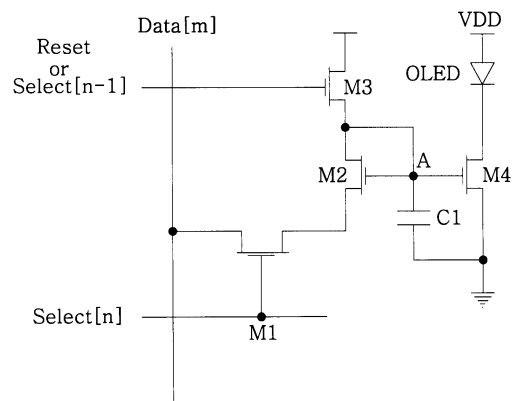 Data[m]
VDD
Reset
or
Select[n-1]
OLED
M3
M2
A
M4
C1
Select[n]
M1